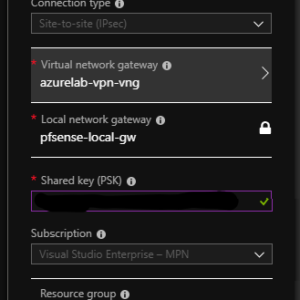 Connection type
Site-to-site (IPsec)
* Virtual network gateway
azurelab-vpn-vng
* Local network gateway
pfsense-local-gw
* Shared key (PSK)
Subscription
Visual Studio Enterprise – MPN
Resource group